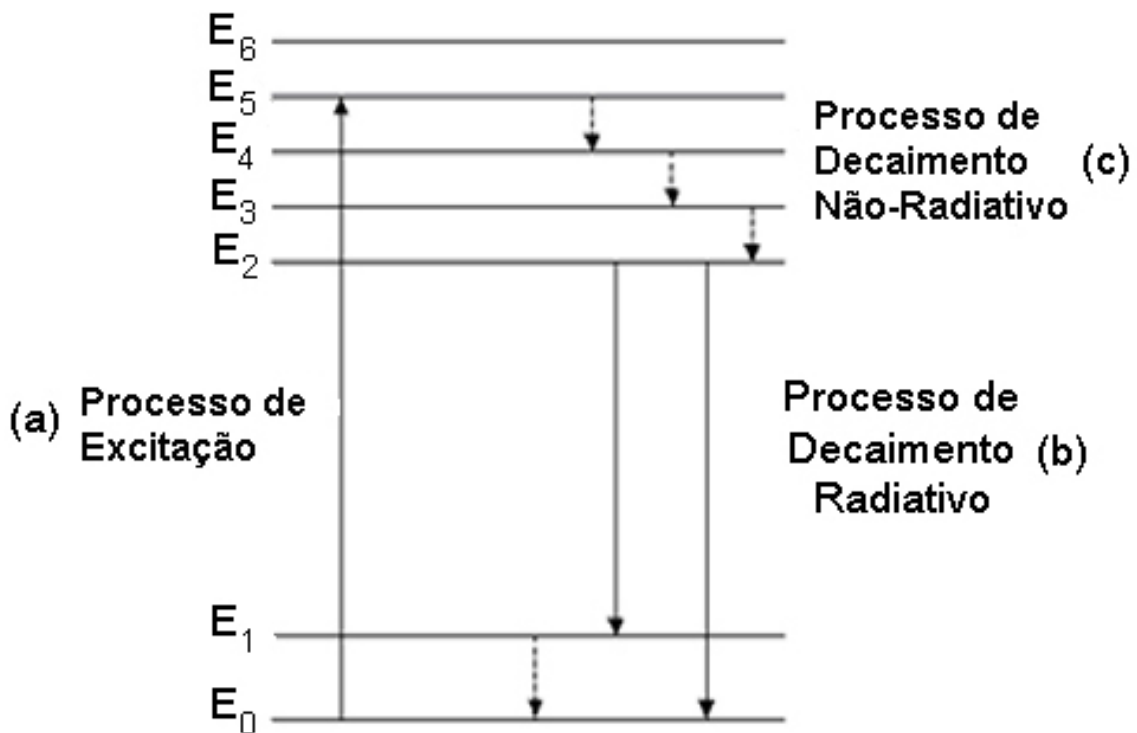 E6
E5
E4
E3
E2
Processo de
Decaimento (c)
Não-Radiativo
(a) Processo de
Excitação
Processo de
Decaimento (b)
Radiativo
E1
E0